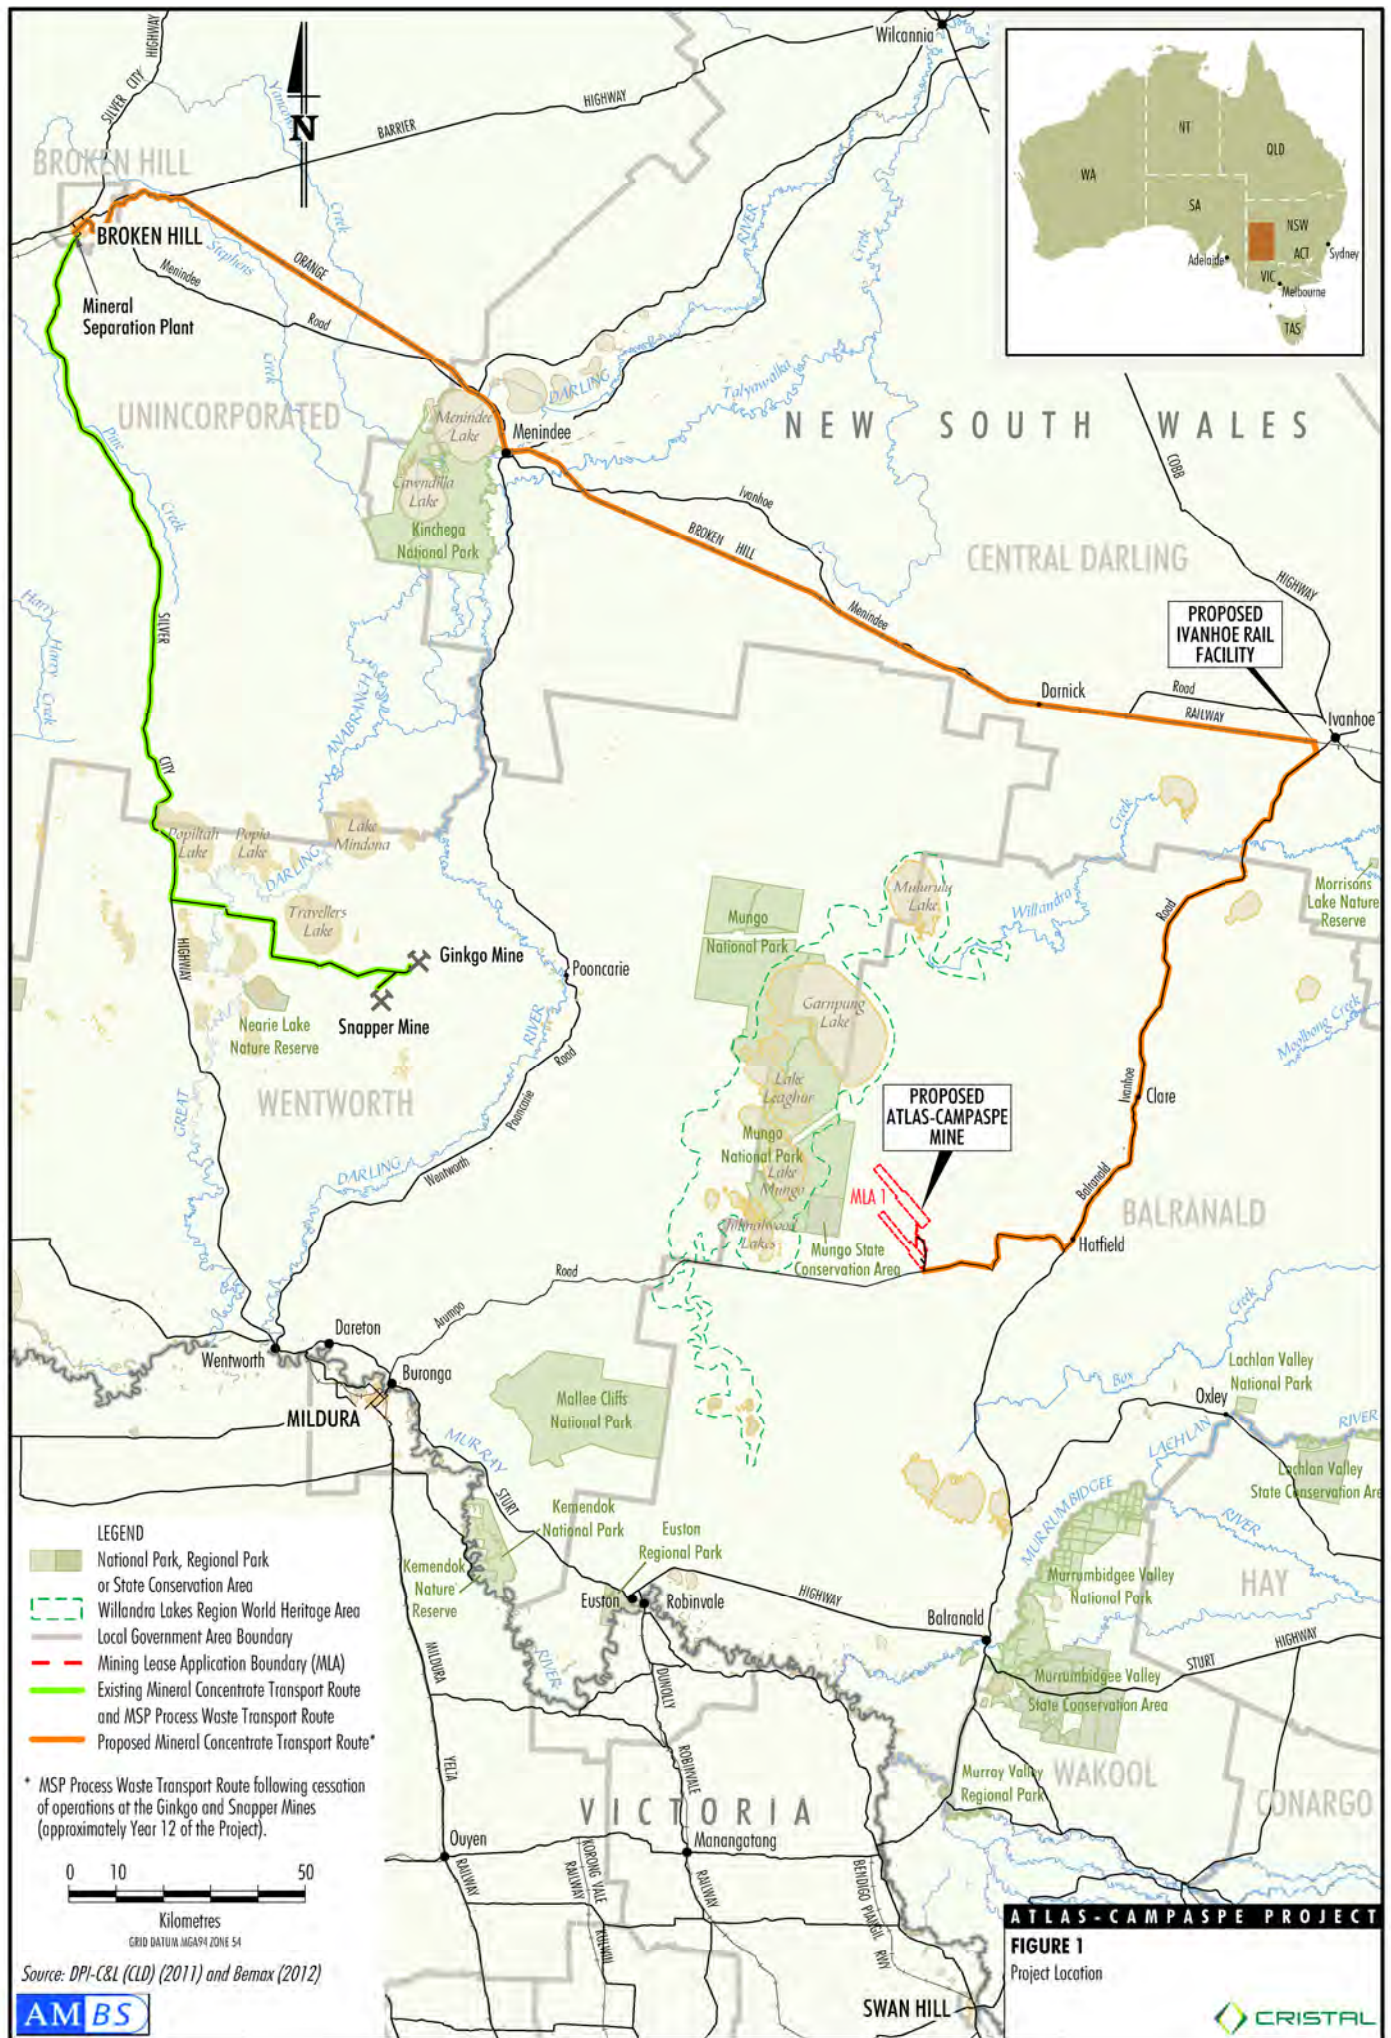 Wilcannia
SILVER CITY HIGHWAY
BARRIER
HIGHWAY
N
BROKEN HILL
BROKEN HILL
Mineral
Separation Plant
Yancowinna
Creek
Stephens
Creek
Menindee
Road
ORANGE
UNINCORPORATED
Pine
Creek
Menindee
Lake
Menindee
Cawndilla
Lake
Kinchega
National Park
DARLING
RIVER
Talyawalka
Creek
WA
NT
QLD
SA
NSW
ACT
Sydney
Adelaide
VIC
Melbourne
TAS
NEW SOUTH WALES
COBB
HIGHWAY
Ivanhoe
BROKEN HILL
Menindee
CENTRAL DARLING
PROPOSED
IVANHOE RAIL
FACILITY
Darnick
Road
RAILWAY
Ivanhoe
Harry
Harry
Creek
SILVER
CITY
HIGHWAY
ANABRANCH
Popiltah
Lake
Popio
Lake
Lake
Mindona
DARLING
Travellers
Lake
Ginkgo Mine
Snapper Mine
Nearie Lake
Nature Reserve
Pooncarie
RIVER
Road
Pooncarie
WENTWORTH
GREAT
DARLING
Wentworth
Mungo
National Park
Mulurulu
Lake
Willandra
Creek
Morrisons
Lake Nature
Reserve
Garnpung
Lake
Moolbong Creek
Lake
Leaghur
Mungo
National Park
Lake
Mungo
Mungo State
Conservation Area
PROPOSED
ATLAS-CAMPASPE
MINE
MLA 1
Road
Ivanhoe
Clare
Balranald
Hatfield
BALRANALD
Road
Arumpo
Wentworth
Dareton
Buronga
MILDURA
Mallee Cliffs
National Park
MURRAY
STURT
Kemendok
National Park
Euston
Regional Park
Kemendok
Nature
Reserve
Euston
Robinvale
HIGHWAY
Balranald
Creek
Box
Oxley
Lachlan Valley
National Park
LACHLAN
RIVER
Lachlan Valley
State Conservation Are
MURRUMBIDGEE
RIVER
Murrumbidgee Valley
National Park
HAY
STURT
HIGHWAY
Murrumbidgee Valley
State Conservation Area
WAKOOL
CONARGO
Murray Valley
Regional Park
RIVER
MILDURA
YELTA
RAILWAY
DUNOLLY
ROBINVALE
RAILWAY
VICTORIA
Ouyen
Manangatang
KORONG VALE
RAILWAY
KULWIN
BENDIGO PIANGIL RWY
SWAN HILL
LEGEND
National Park, Regional Park
or State Conservation Area
Willandra Lakes Region World Heritage Area
Local Government Area Boundary
Mining Lease Application Boundary (MLA)
Existing Mineral Concentrate Transport Route
and MSP Process Waste Transport Route
Proposed Mineral Concentrate Transport Route*
* MSP Process Waste Transport Route following cessation
of operations at the Ginkgo and Snapper Mines
(approximately Year 12 of the Project).
0 10 50
Kilometres
GRID DATUM MGA94 ZONE 54
Source: DPI-C&L (CLD) (2011) and Bemax (2012)
AMBS
ATLAS-CAMPASPE PROJECT
FIGURE 1
Project Location
CRISTAL